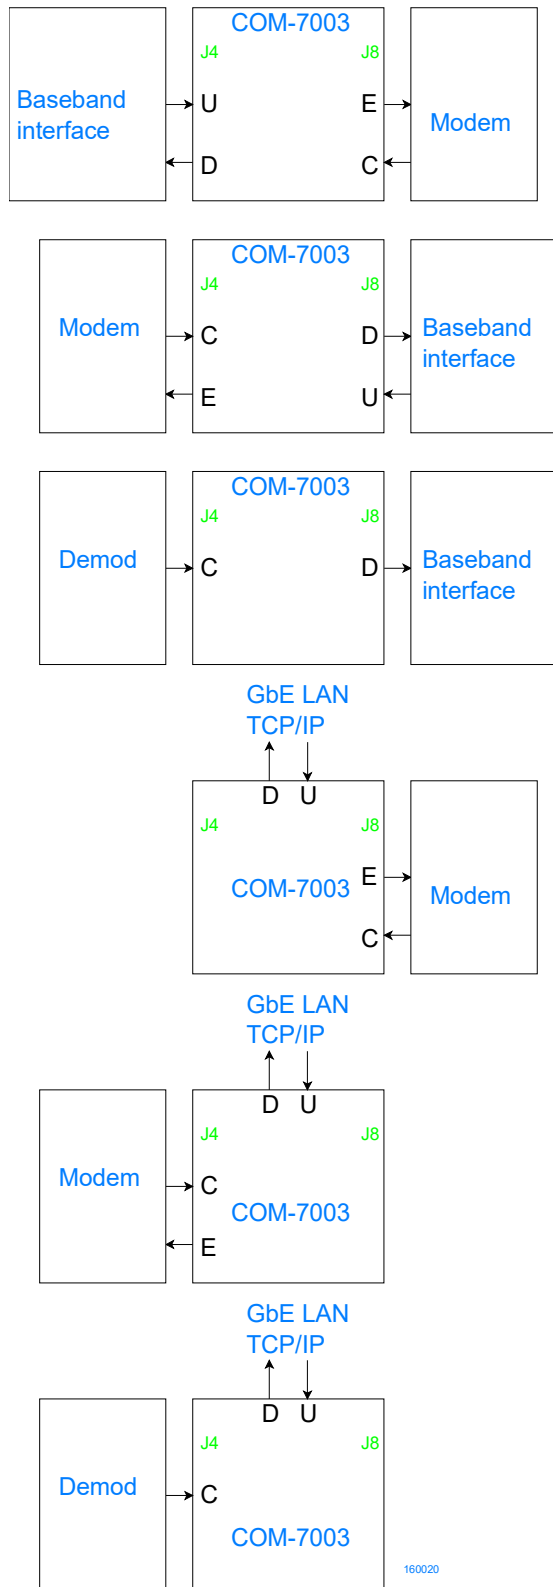 COM-7003
J4 J8
Baseband
interface
U E
Modem
D C
COM-7003
J4 J8
Modem
C D
Baseband
interface
E U
COM-7003
J4 J8
Demod
C D
Baseband
interface
GbE LAN
TCP/IP
D U
J4 J8
COM-7003
E
Modem
C
GbE LAN
TCP/IP
D U
J4 J8
Modem
C
COM-7003
E
GbE LAN
TCP/IP
D U
J4 J8
Demod
C
COM-7003
160020